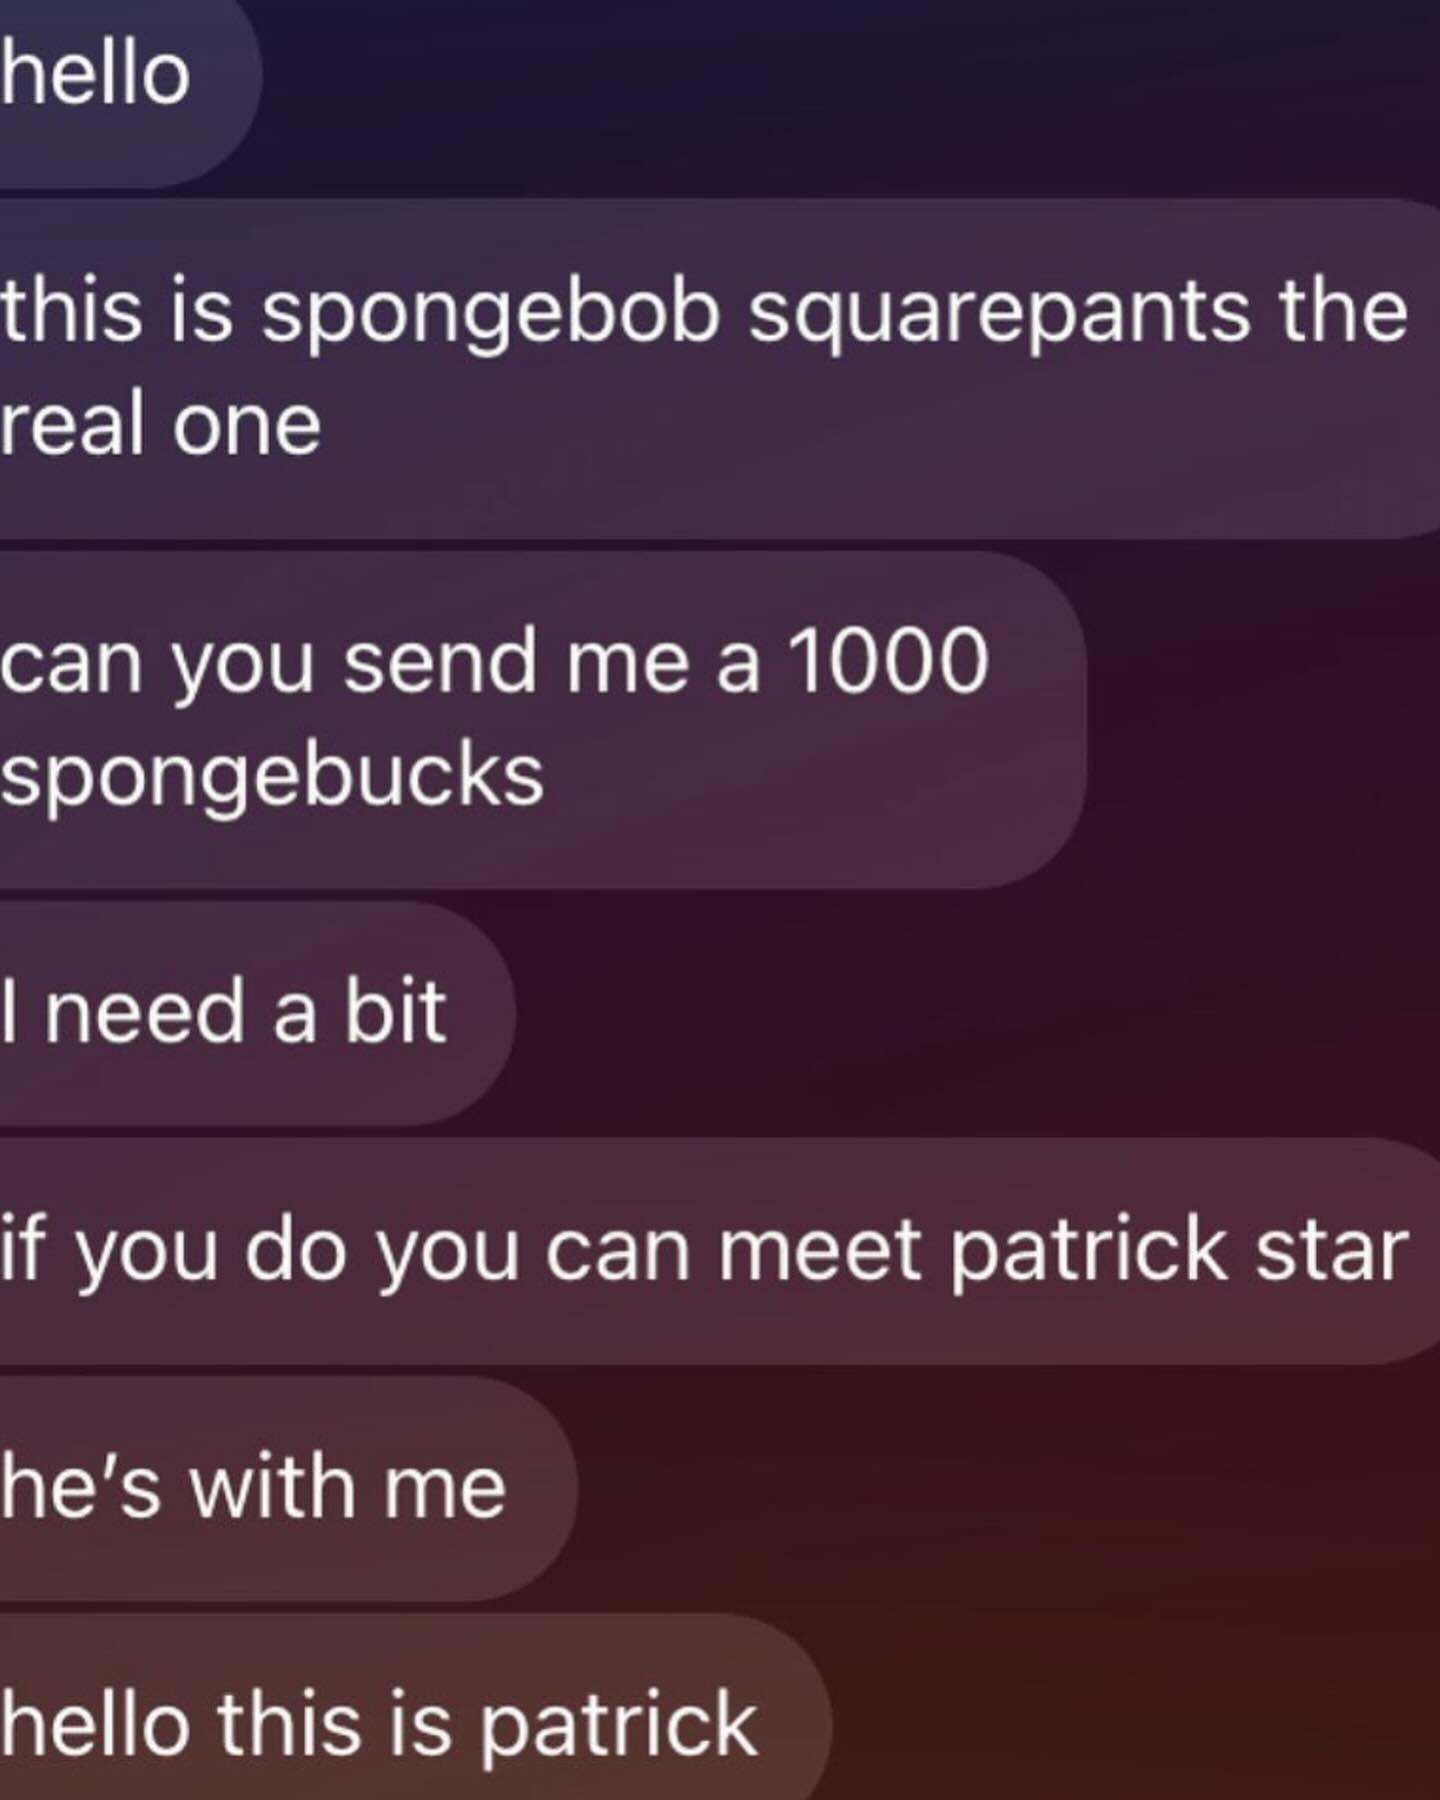 hello
this is spongebob squarepants the
real one
can you send me a 1000
spongebucks
I need a bit
if you do you can meet patrick star
he’s with me
hello this is patrick